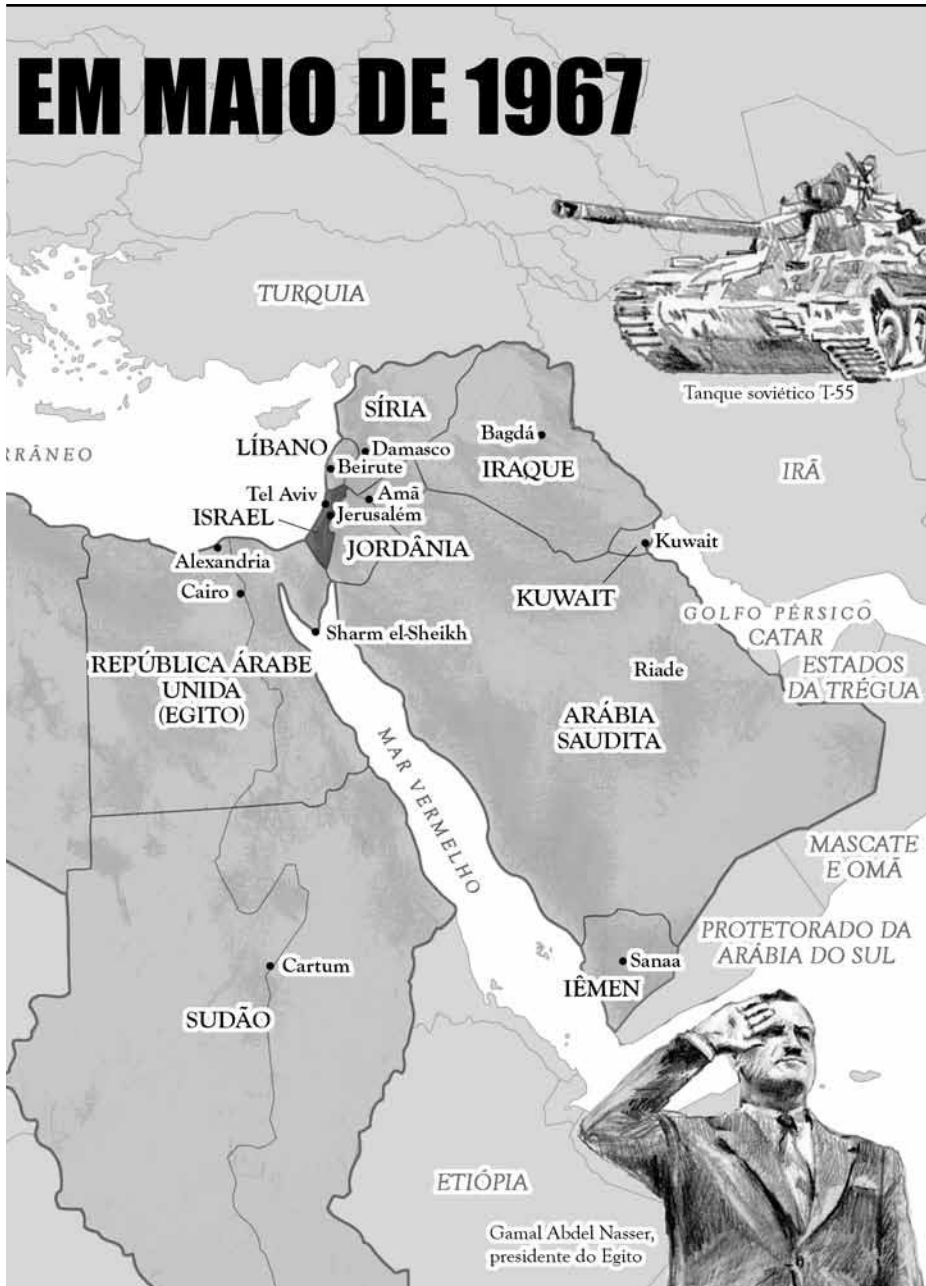 EM MAIO DE 1967
TURQUIA
Tanque soviético T-55
SÍRIA
LÍBANO
Damasco
Bagdá
RRÂNEO
Beirute
IRAQUE
IRÃ
Tel Aviv
Amã
ISRAEL
Jerusalém
JORDÂNIA
Alexandria
Kuwait
Cairo
KUWAIT
GOLFO PÉRSICO
CATAR
Sharm el-Sheikh
ESTADOS
DA TRÉGUA
REPÚBLICA ÁRABE
UNIDA
(EGITO)
Riade
ARÁBIA
SAUDITA
MAR VERMELHO
MASCATE
E OMÃ
PROTETORADO DA
ARÁBIA DO SUL
Cartum
Sanaa
IÊMEN
SUDÃO
ETIÓPIA
Gamal Abdel Nasser,
presidente do Egito